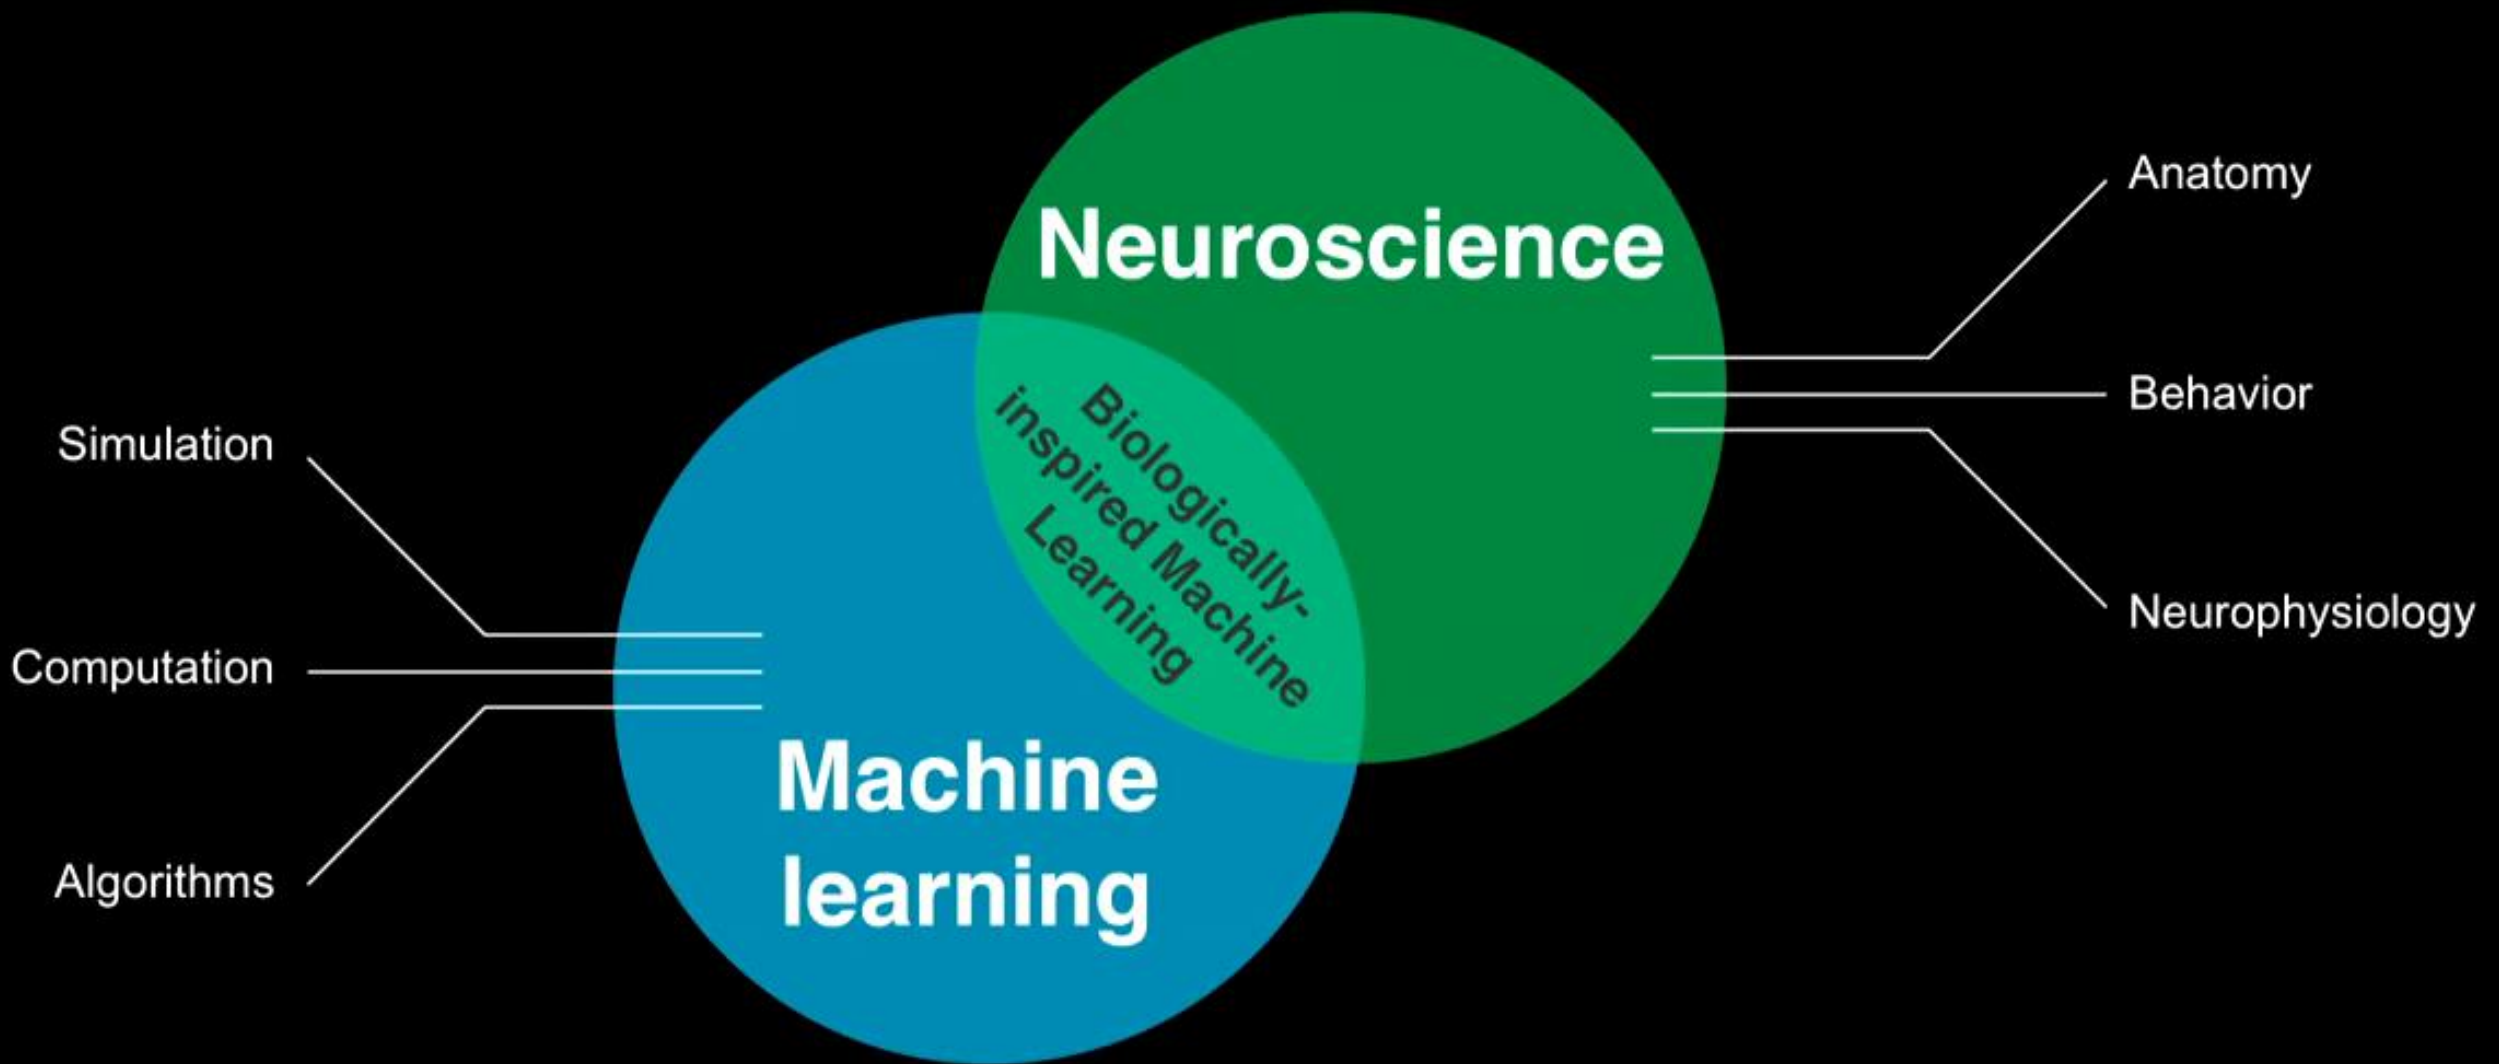 Neuroscience
Anatomy
Behavior
Neurophysiology
Biologically-
inspired Machine
Learning
Simulation
Computation
Algorithms
Machine
learning